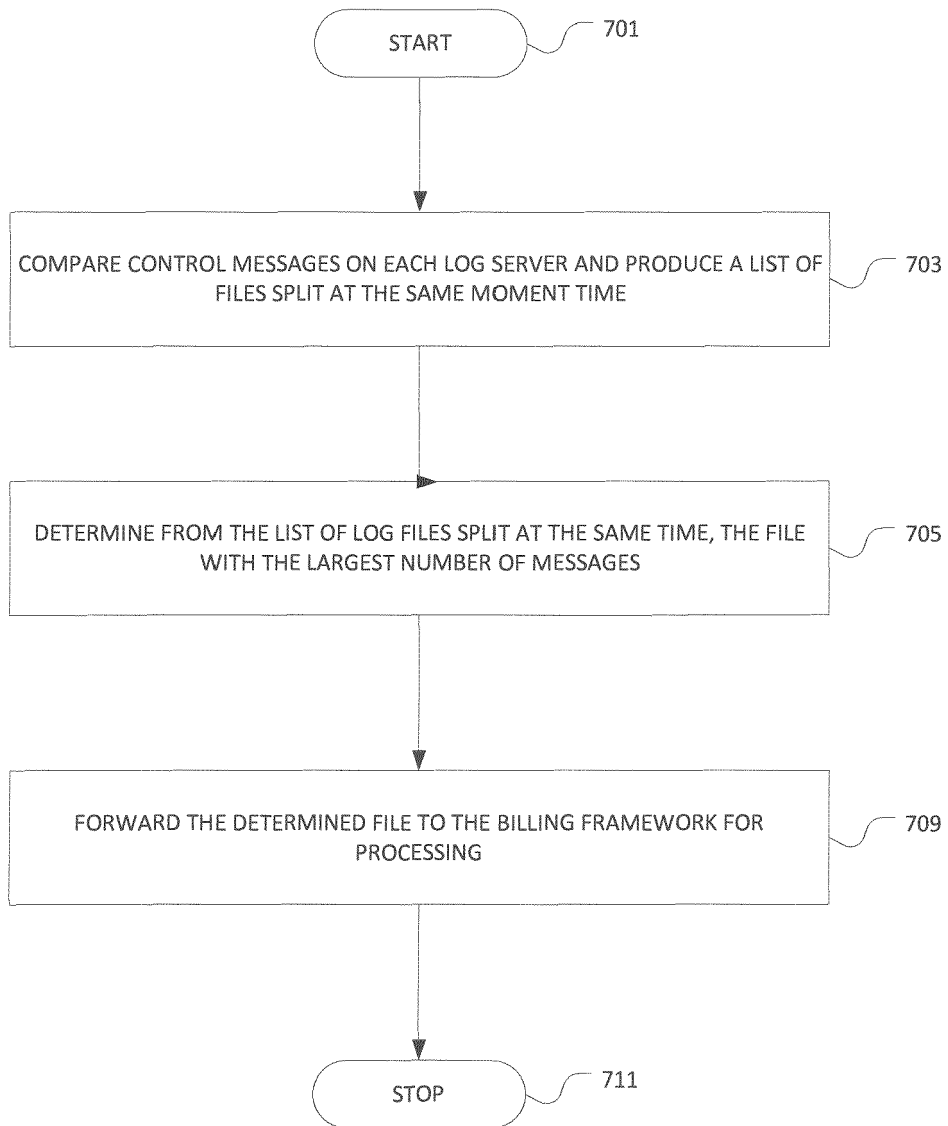 START
701
COMPARE CONTROL MESSAGES ON EACH LOG SERVER AND PRODUCE A LIST OF
FILES SPLIT AT THE SAME MOMENT TIME
703
DETERMINE FROM THE LIST OF LOG FILES SPLIT AT THE SAME TIME, THE FILE
WITH THE LARGEST NUMBER OF MESSAGES
705
FORWARD THE DETERMINED FILE TO THE BILLING FRAMEWORK FOR
PROCESSING
709
STOP
711